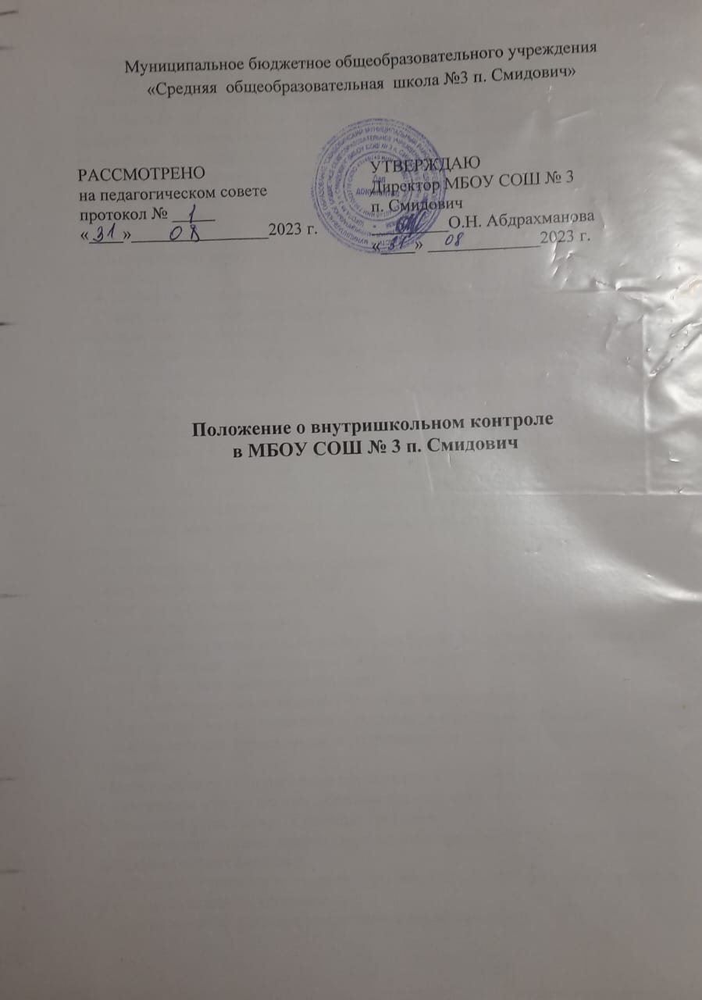 Муниципальное бюджетное общеобразовательного учреждения
«Средняя общеобразовательная школа №3 п. Смидович»
РАССМОТРЕНО
на педагогическом совете
протокол № 1
«31» 08 2023 г.
УТВЕРЖДАЮ
Директор МБОУ СОШ № 3
п. Смидович
О.Н. Абдрахманова
«31» 08 2023 г.
Положение о внутришкольном контроле
в МБОУ СОШ № 3 п. Смидович